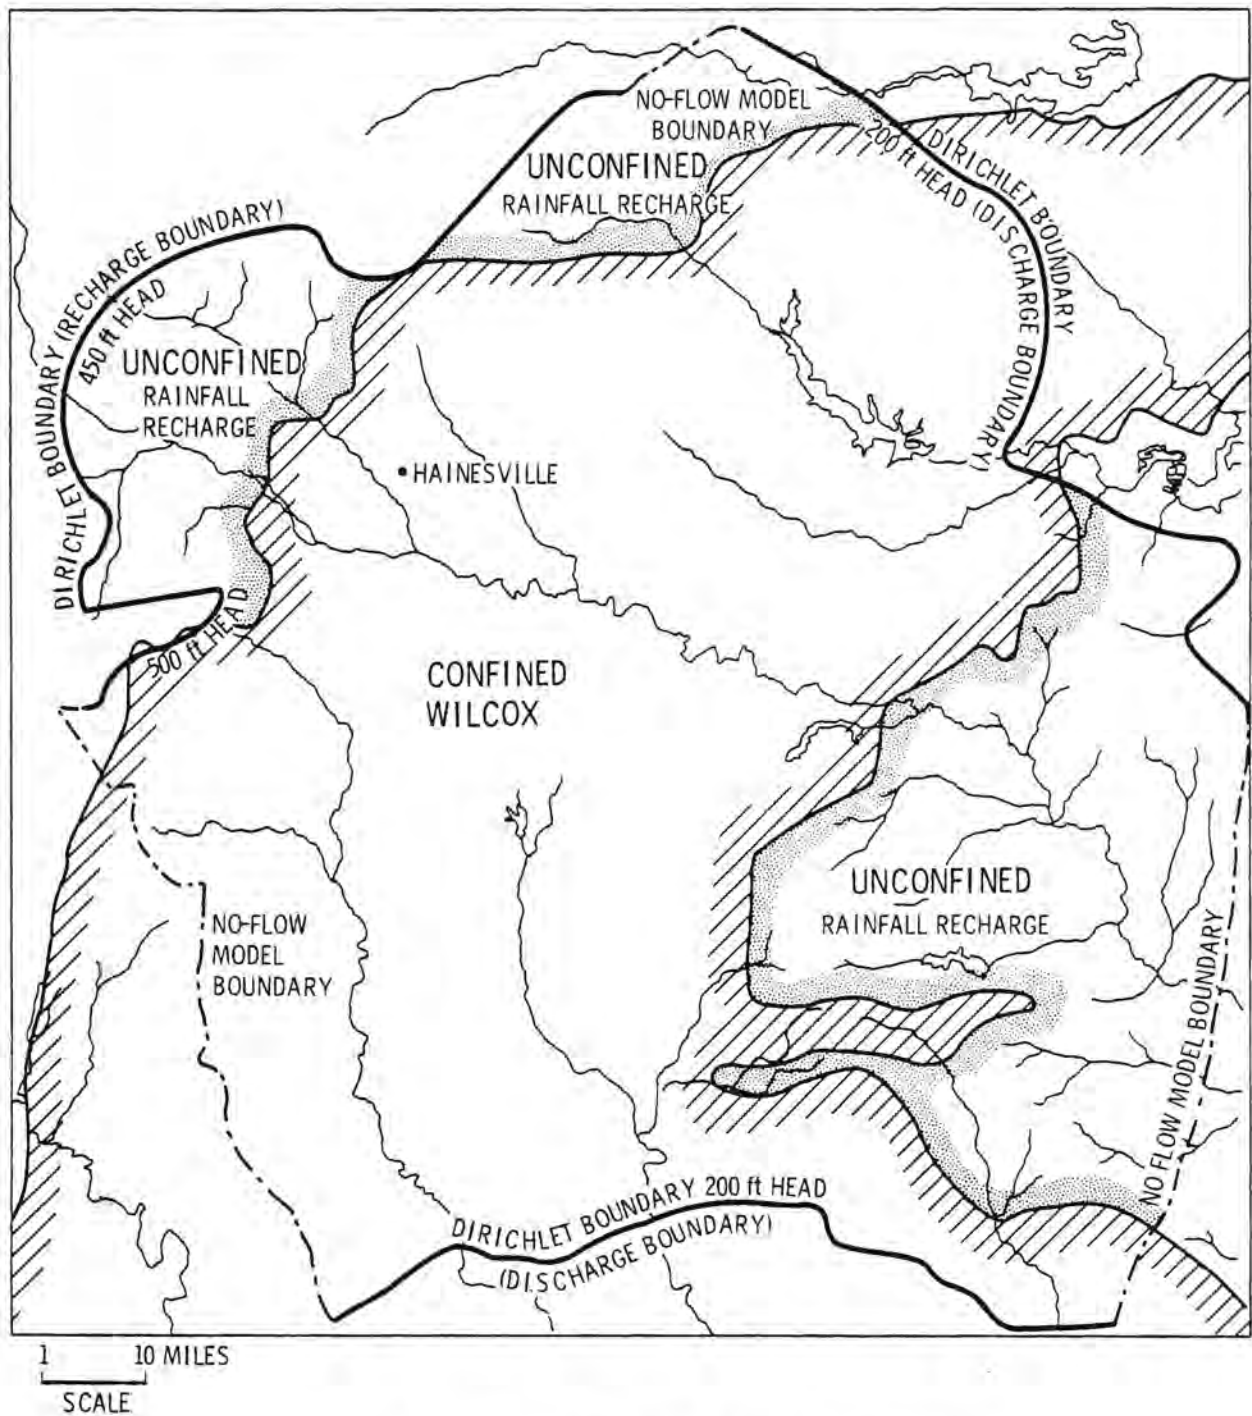 NO-FLOW MODEL
BOUNDARY
UNCONFINED
RAINFALL RECHARGE
DIRICHLET BOUNDARY
200 ft HEAD (DISCHARGE BOUNDARY)
DIRICHLET BOUNDARY (RECHARGE BOUNDARY)
450 ft HEAD
UNCONFINED
RAINFALL
RECHARGE
HAINESVILLE
500 ft HEAD
CONFINED
WILCOX
UNCONFINED
RAINFALL RECHARGE
NO-FLOW
MODEL
BOUNDARY
NO FLOW MODEL BOUNDARY
DIRICHLET BOUNDARY 200 ft HEAD
(DISCHARGE BOUNDARY)
1 10 MILES
SCALE